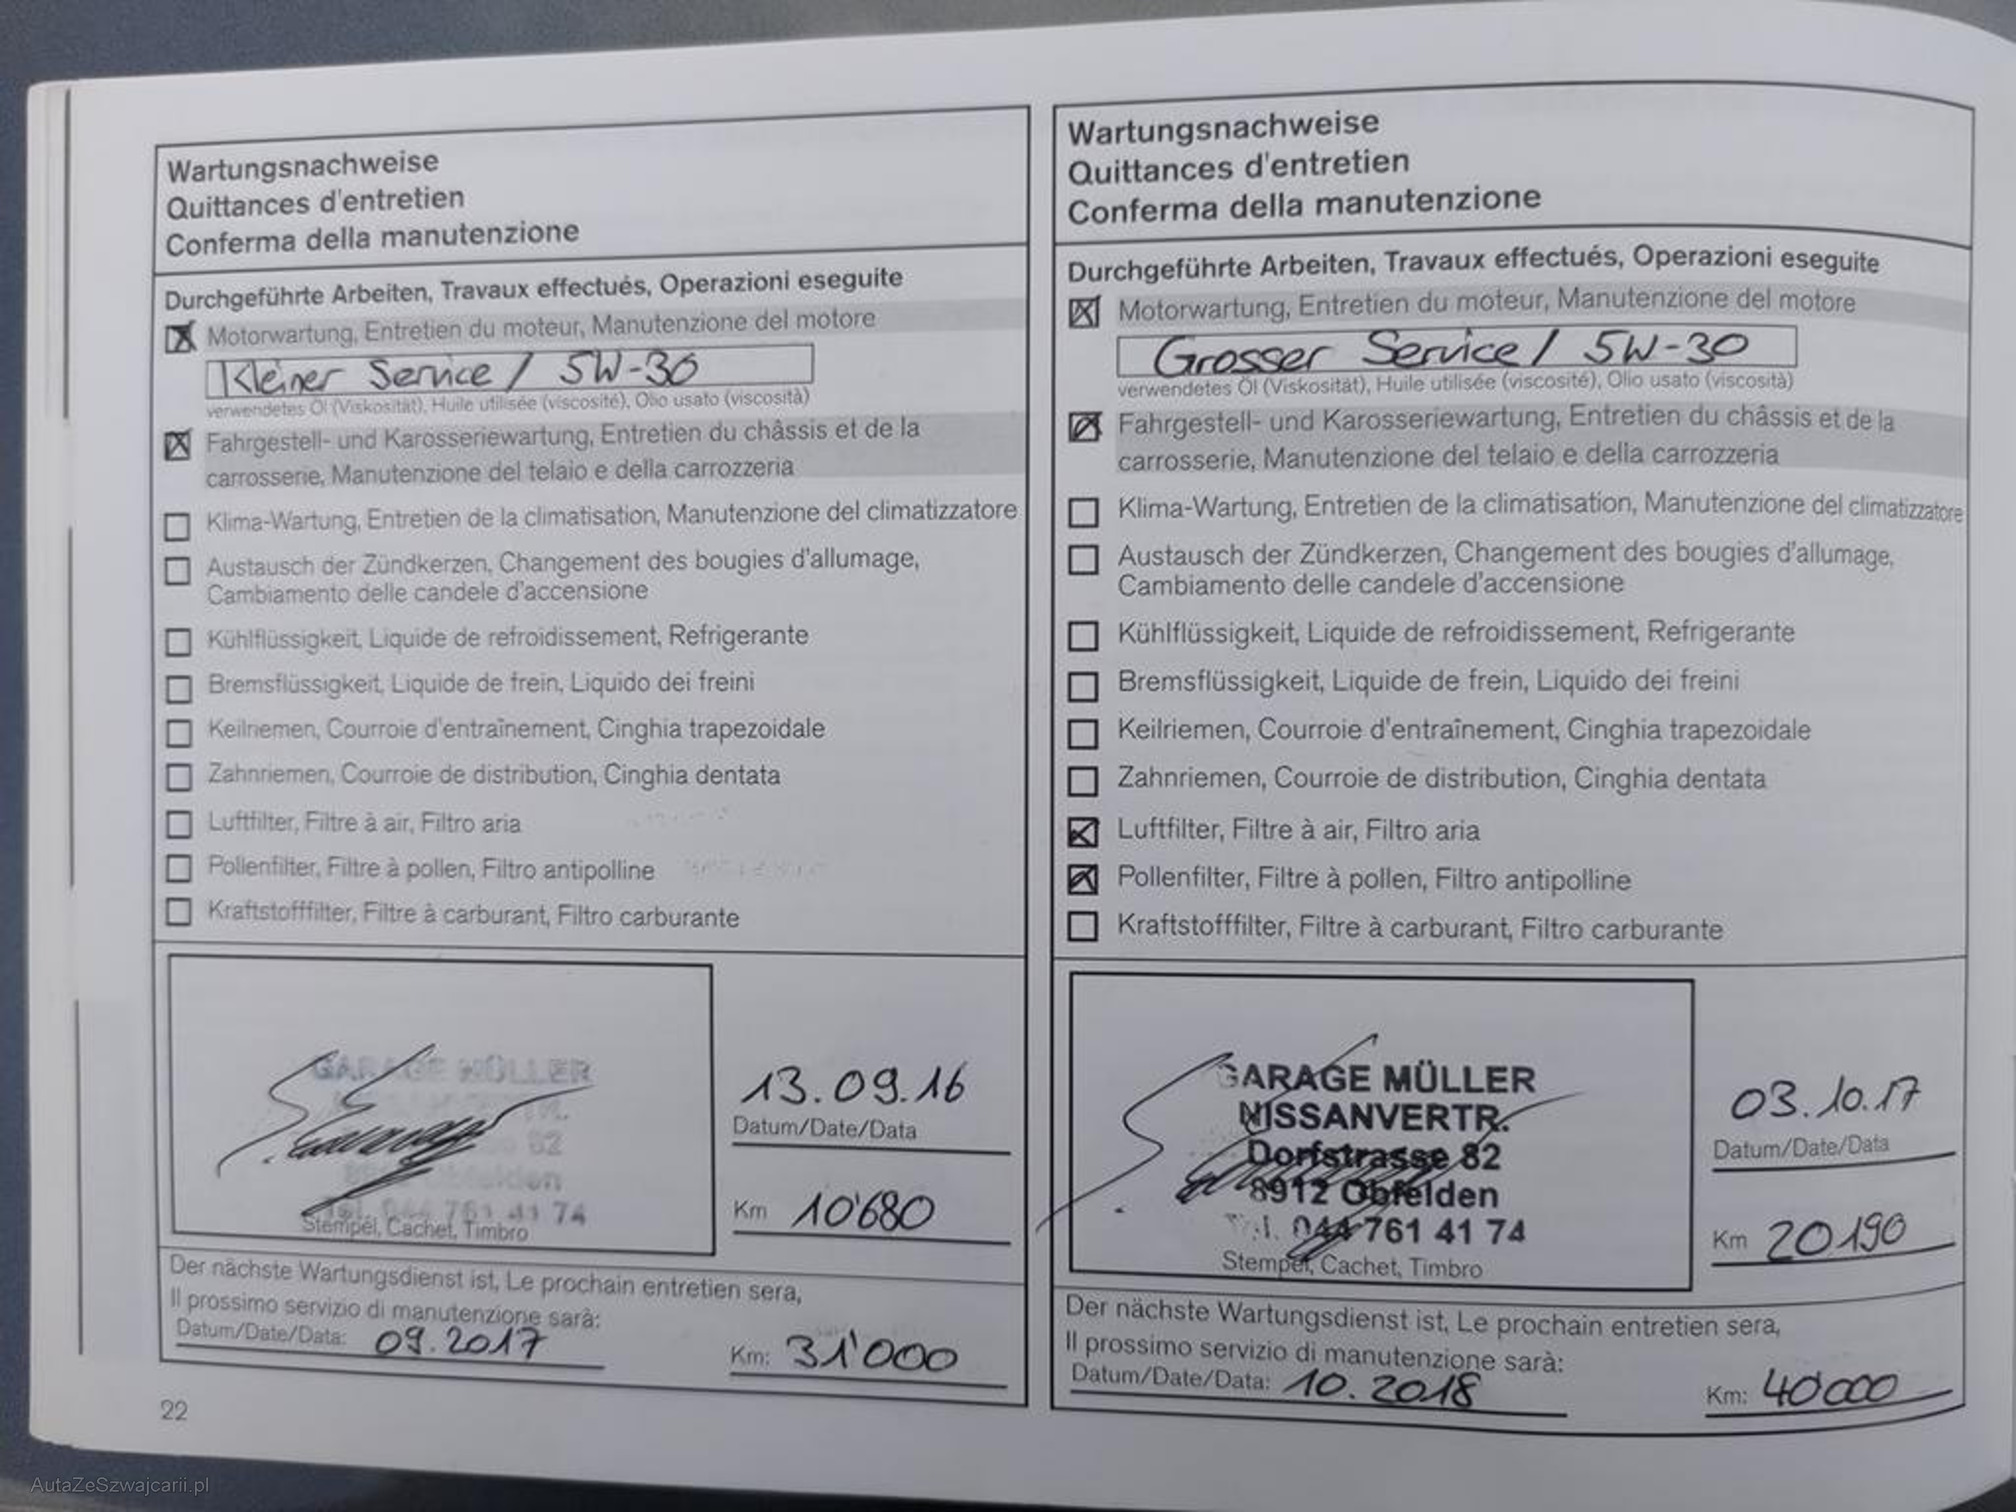 Wartungsnachweise
Quittances d'entretien
Conferma della manutenzione
Durchgeführte Arbeiten, Travaux effectués, Operazioni eseguite
Motorwartung, Entretien du moteur, Manutenzione del motore
Kleiner Service / 5W-30
verwendetes Öl (Viskosität), Huile utilisée (viscosité), Olio usato (viscosità)
Fahrgestell- und Karosseriewartung, Entretien du châssis et de la
carrosserie, Manutenzione del telaio e della carrozzeria
Klima-Wartung, Entretien de la climatisation, Manutenzione del climatizzatore
Austausch der Zündkerzen, Changement des bougies d'allumage,
Cambiamento delle candele d'accensione
Kühlflüssigkeit, Liquide de refroidissement, Refrigerante
Bremsflüssigkeit, Liquide de frein, Liquido dei freini
Keilriemen, Courroie d'entraînement, Cinghia trapezoidale
Zahnriemen, Courroie de distribution, Cinghia dentata
Luftfilter, Filtre à air, Filtro aria
Pollenfilter, Filtre à pollen, Filtro antipolline
Kraftstofffilter, Filtre à carburant, Filtro carburante
GARAGE MÜLLER
82
Obfelden
Tel. 044 761 41 74
Stempel, Cachet, Timbro
13.09.16
Datum/Date/Data
Km 10'680
Der nächste Wartungsdienst ist, Le prochain entretien sera,
Il prossimo servizio di manutenzione sarà:
Datum/Date/Data: 09.2017 Km: 31'000
22
Wartungsnachweise
Quittances d'entretien
Conferma della manutenzione
Durchgeführte Arbeiten, Travaux effectués, Operazioni eseguite
Motorwartung, Entretien du moteur, Manutenzione del motore
Grosser Service / 5W-30
verwendetes Öl (Viskosität), Huile utilisée (viscosité), Olio usato (viscosità)
Fahrgestell- und Karosseriewartung, Entretien du châssis et de la
carrosserie, Manutenzione del telaio e della carrozzeria
Klima-Wartung, Entretien de la climatisation, Manutenzione del climatizzatore
Austausch der Zündkerzen, Changement des bougies d'allumage,
Cambiamento delle candele d'accensione
Kühlflüssigkeit, Liquide de refroidissement, Refrigerante
Bremsflüssigkeit, Liquide de frein, Liquido dei freini
Keilriemen, Courroie d'entraînement, Cinghia trapezoidale
Zahnriemen, Courroie de distribution, Cinghia dentata
Luftfilter, Filtre à air, Filtro aria
Pollenfilter, Filtre à pollen, Filtro antipolline
Kraftstofffilter, Filtre à carburant, Filtro carburante
GARAGE MÜLLER
NISSANVERTR.
Dorfstrasse 82
8912 Obfelden
Tel. 044 761 41 74
Stempel, Cachet, Timbro
03.10.17
Datum/Date/Data
Km 20190
Der nächste Wartungsdienst ist, Le prochain entretien sera,
Il prossimo servizio di manutenzione sarà:
Datum/Date/Data: 10.2018 Km: 40'000
AutaZeSzwajcarii.pl